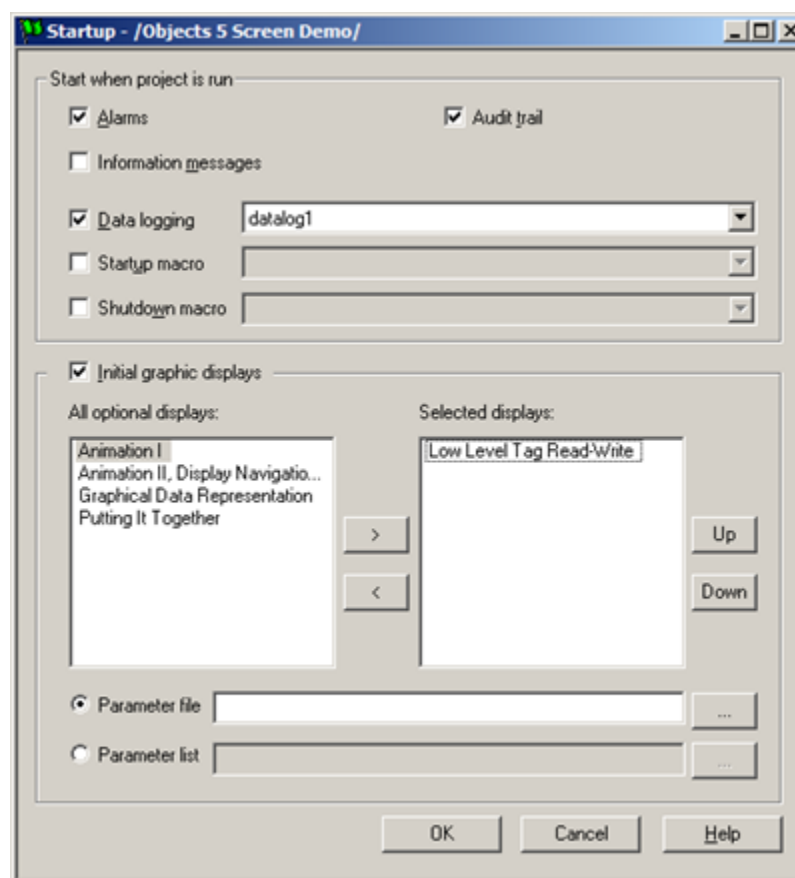 Startup - /Objects 5 Screen Demo/
Start when project is run
Alarms
Audit trail
Information messages
Data logging
datalog1
Startup macro
Shutdown macro
Initial graphic displays
All optional displays:
Selected displays:
Animation I
Animation II, Display Navigatio...
Graphical Data Representation
Putting It Together
Low Level Tag Read-Write
>
<
Up
Down
Parameter file
...
Parameter list
...
OK
Cancel
Help